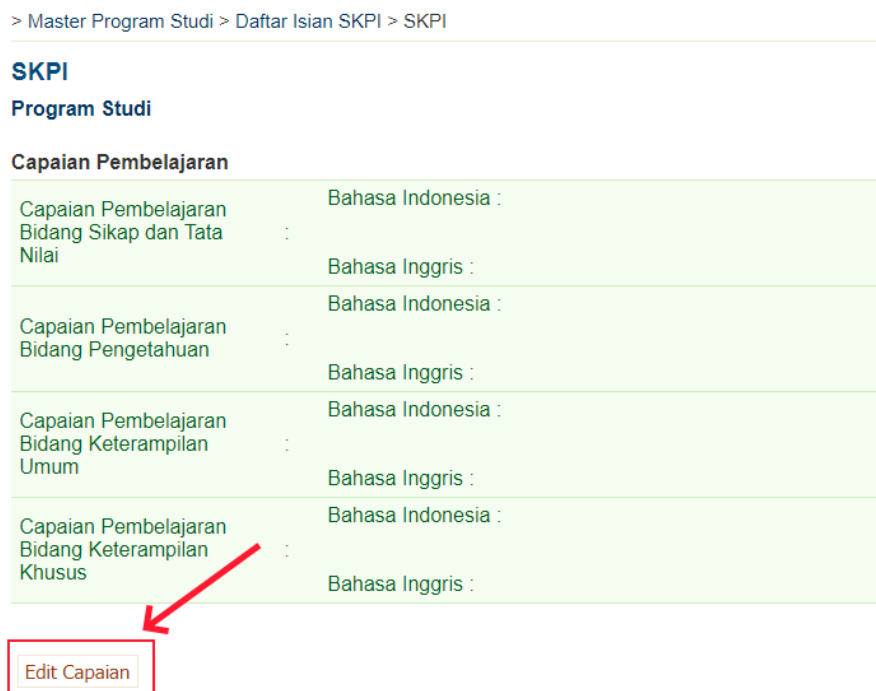 > Master Program Studi > Daftar Isian SKPI > SKPI
SKPI
Program Studi
Capaian Pembelajaran
Capaian Pembelajaran
Bidang Sikap dan Tata
Nilai
:
Bahasa Indonesia :
Bahasa Inggris :
Capaian Pembelajaran
Bidang Pengetahuan
:
Bahasa Indonesia :
Bahasa Inggris :
Capaian Pembelajaran
Bidang Keterampilan
Umum
:
Bahasa Indonesia :
Bahasa Inggris :
Capaian Pembelajaran
Bidang Keterampilan
Khusus
:
Bahasa Indonesia :
Bahasa Inggris :
Edit Capaian